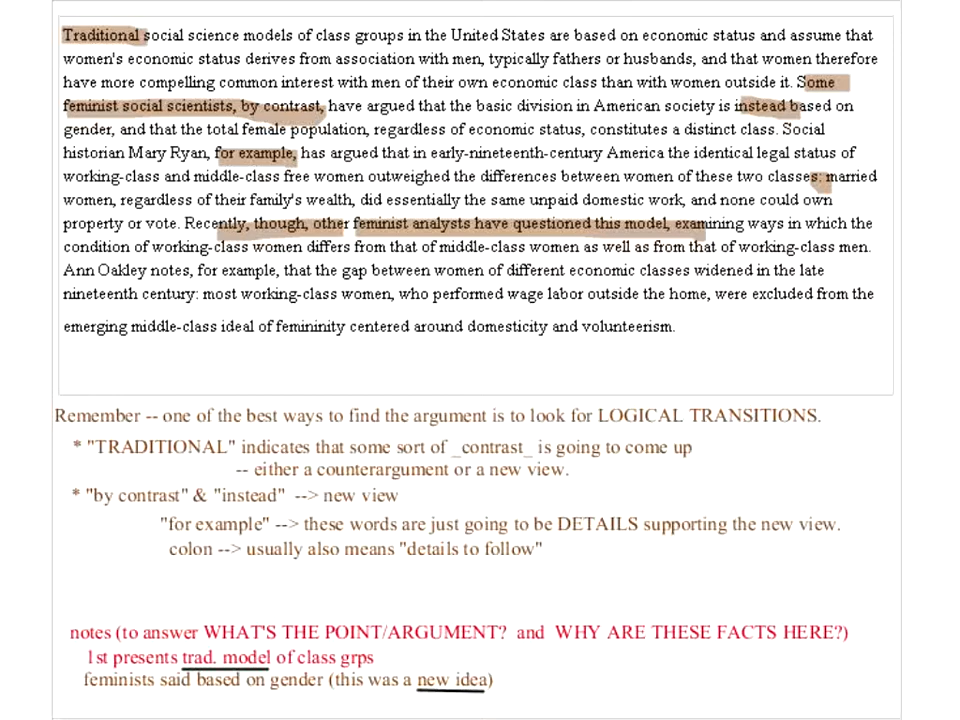 Traditional social science models of class groups in the United States are based on economic status and assume that
women's economic status derives from association with men, typically fathers or husbands, and that women therefore
have more compelling common interest with men of their own economic class than with women outside it. Some
feminist social scientists, by contrast, have argued that the basic division in American society is instead based on
gender, and that the total female population, regardless of economic status, constitutes a distinct class. Social
historian Mary Ryan, for example, has argued that in early-nineteenth-century America the identical legal status of
working-class and middle-class free women outweighed the differences between women of these two classes: married
women, regardless of their family's wealth, did essentially the same unpaid domestic work, and none could own
property or vote. Recently, though, other feminist analysts have questioned this model, examining ways in which the
condition of working-class women differs from that of middle-class women as well as from that of working-class men.
Ann Oakley notes, for example, that the gap between women of different economic classes widened in the late
nineteenth century: most working-class women, who performed wage labor outside the home, were excluded from the
emerging middle-class ideal of femininity centered around domesticity and volunteerism.
Remember -- one of the best ways to find the argument is to look for LOGICAL TRANSITIONS.
* "TRADITIONAL" indicates that some sort of _contrast_ is going to come up
-- either a counterargument or a new view.
* "by contrast" & "instead" --> new view
"for example" --> these words are just going to be DETAILS supporting the new view.
colon --> usually also means "details to follow"
notes (to answer WHAT'S THE POINT/ARGUMENT? and WHY ARE THESE FACTS HERE?)
1st presents trad. model of class grps
feminists said based on gender (this was a new idea)